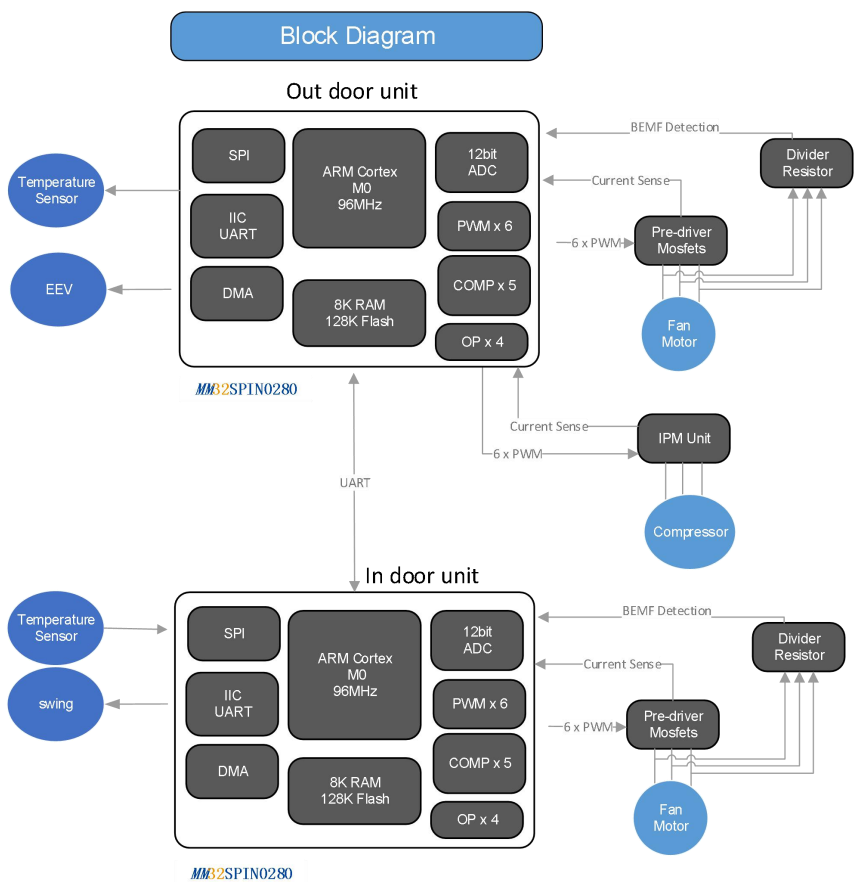 Block Diagram
Out door unit
Temperature
Sensor
EEV
SPI
IIC
UART
DMA
ARM Cortex
M0
96MHz
8K RAM
128K Flash
12bit
ADC
PWM x 6
COMP x 5
OP x 4
BEMF Detection
Divider
Resistor
Current Sense
Pre-driver
Mosfets
6 x PWM
Fan
Motor
MM32SPIN0280
Current Sense
6 x PWM
IPM Unit
Compressor
UART
In door unit
Temperature
Sensor
swing
SPI
IIC
UART
DMA
ARM Cortex
M0
96MHz
8K RAM
128K Flash
12bit
ADC
PWM x 6
COMP x 5
OP x 4
BEMF Detection
Divider
Resistor
Current Sense
Pre-driver
Mosfets
6 x PWM
Fan
Motor
MM32SPIN0280